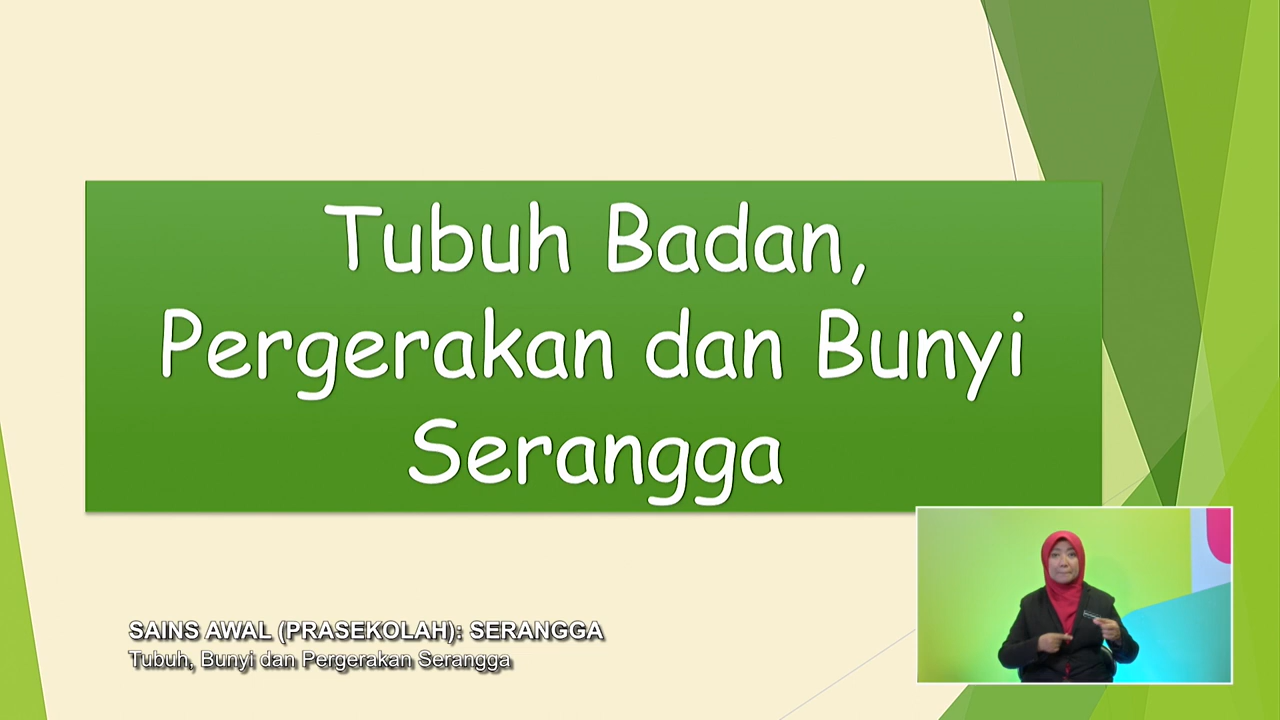 Tubuh Badan,
Pergerakan dan Bunyi
Serangga
SAINS AWAL (PRASEKOLAH): SERANGGA
Tubuh, Bunyi dan Pergerakan Serangga